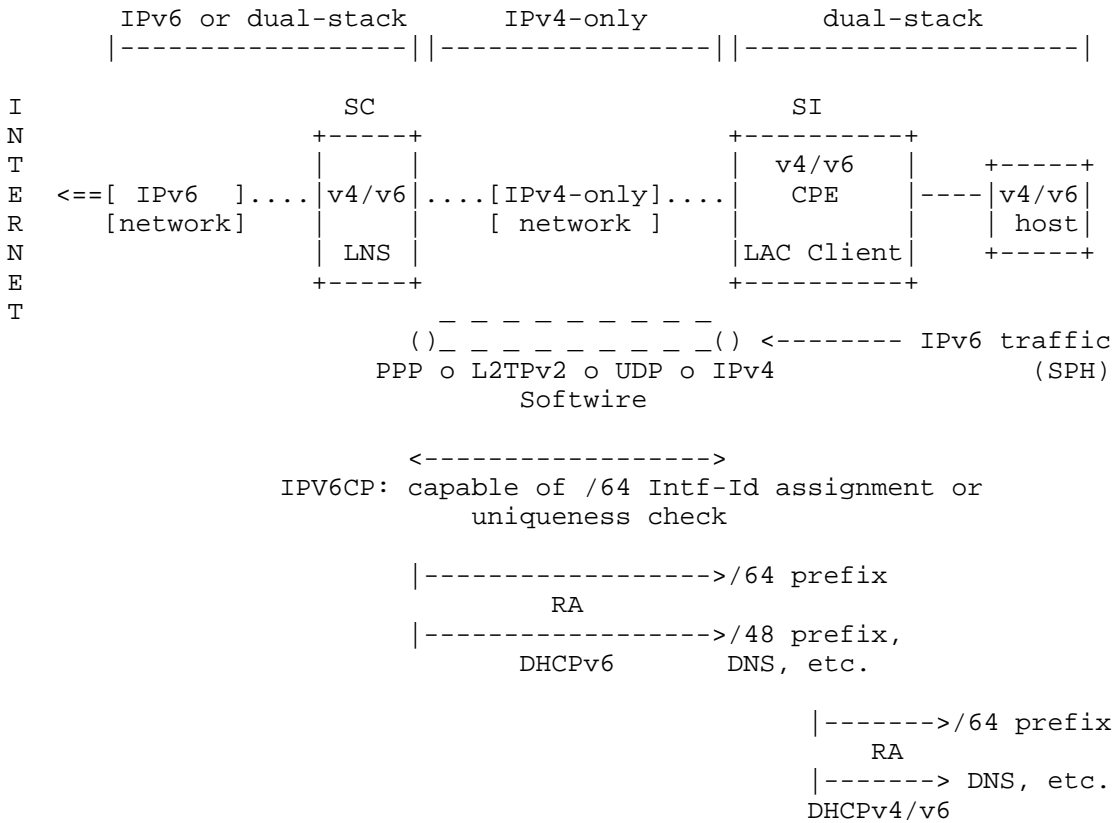 IPv6 or dual-stack      IPv4-only            dual-stack
|------------------||-----------------||---------------------|
I                    SC                           SI
N                  +-----+                   +----------+
T                  |     |                   |  v4/v6   |    +-----+
E   <==[ IPv6  ]....|v4/v6|....[IPv4-only]....|   CPE    |----|v4/v6|
R      [network]    |     |    [ network ]    |          |    | host|
N                  | LNS |                   |LAC Client|    +-----+
E                  +-----+                   +----------+
T
_ _ _ _ _ _ _ _ _
()_ _ _ _ _ _ _ _ _() <-------- IPv6 traffic
PPP o L2TPv2 o UDP o IPv4                (SPH)
Softwire
<------------------>
IPV6CP: capable of /64 Intf-Id assignment or
uniqueness check
|------------------>/64 prefix
RA
|------------------>/48 prefix,
DHCPv6       DNS, etc.
|------->/64 prefix
RA
|-------> DNS, etc.
DHCPv4/v6